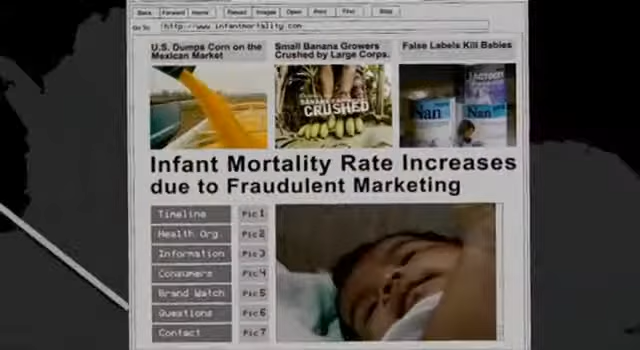 Back Forward Home Reload Images Open Print Find Stop
Go To: http://www.infantmortality.com
U.S. Dumps Corn on the
Mexican Market
Small Banana Growers
Crushed by Large Corps.
False Labels Kill Babies
CRUSHED
Nan
Nan
Infant Mortality Rate Increases
due to Fraudulent Marketing
Timeline Pic 1
Health Org. Pic 2
Information Pic 3
Consumers Pic 4
Brand Watch Pic 5
Questions Pic 6
Contact Pic 7